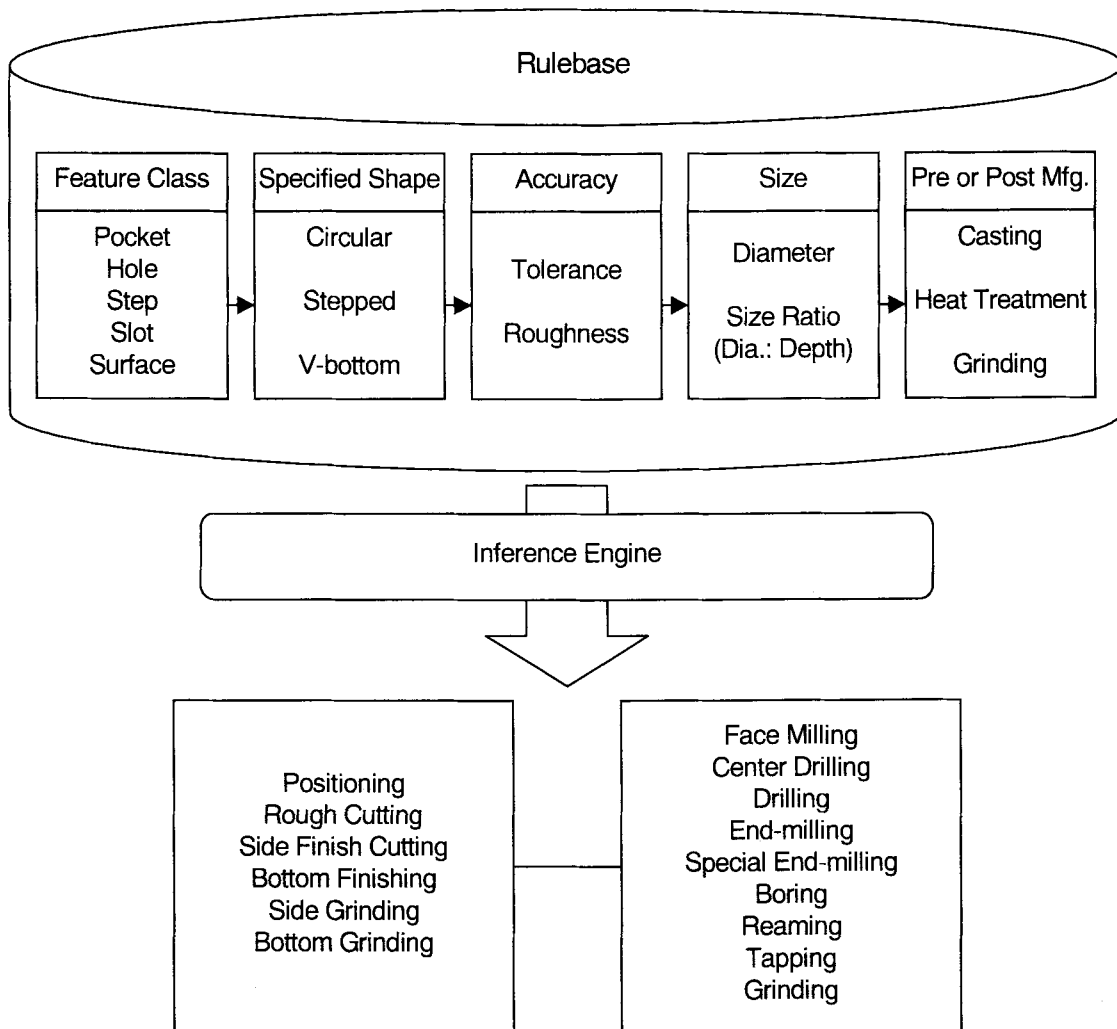 Rulebase
Feature Class
Pocket
Hole
Step
Slot
Surface
Specified Shape
Circular
Stepped
V-bottom
Accuracy
Tolerance
Roughness
Size
Diameter
Size Ratio
(Dia.: Depth)
Pre or Post Mfg.
Casting
Heat Treatment
Grinding
Inference Engine
Positioning
Rough Cutting
Side Finish Cutting
Bottom Finishing
Side Grinding
Bottom Grinding
Face Milling
Center Drilling
Drilling
End-milling
Special End-milling
Boring
Reaming
Tapping
Grinding